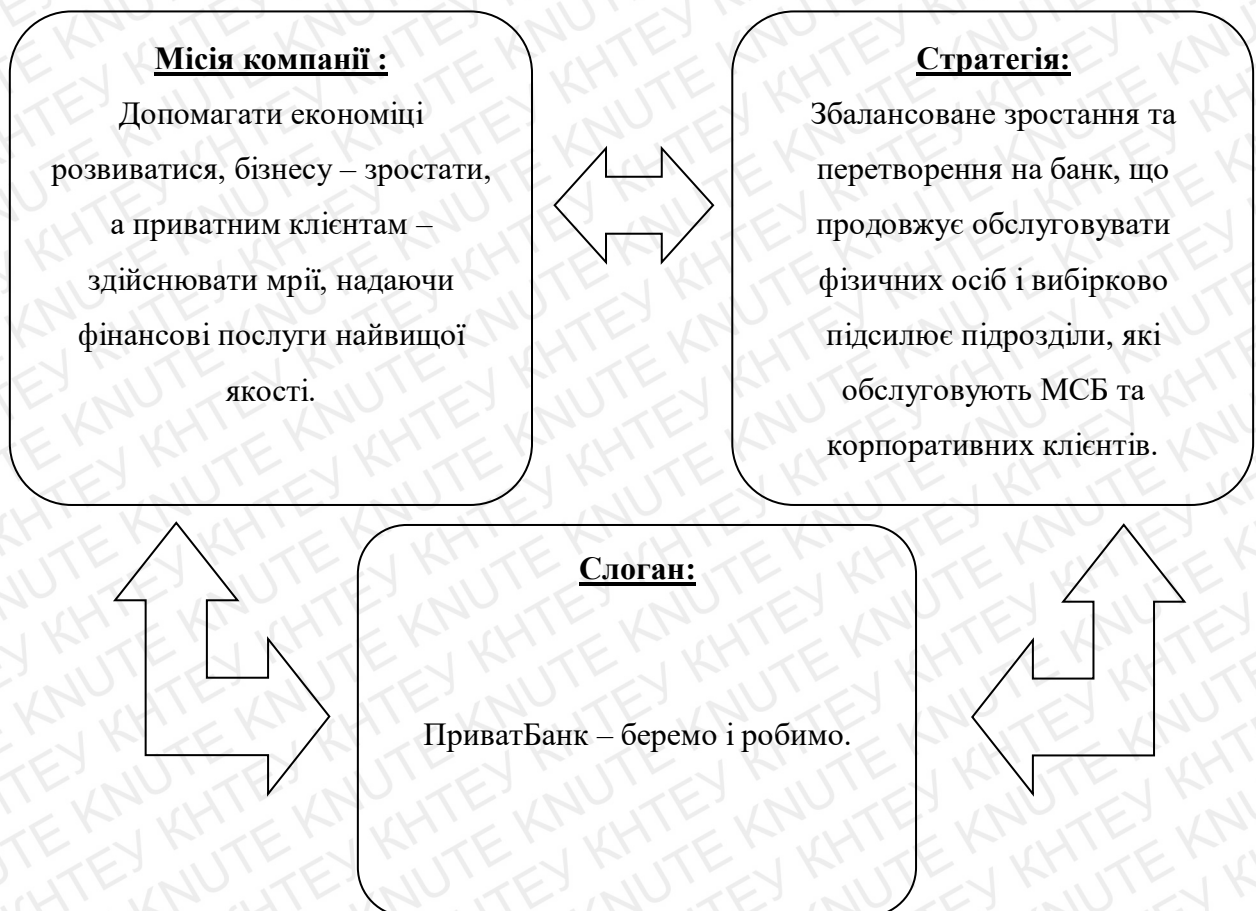 Місія компанії :
Допомагати економіці
розвиватися, бізнесу – зростати,
а приватним клієнтам –
здійснювати мрії, надаючи
фінансові послуги найвищої
якості.
Стратегія:
Збалансоване зростання та
перетворення на банк, що
продовжує обслуговувати
фізичних осіб і вибірково
підсилює підрозділи, які
обслуговують МСБ та
корпоративних клієнтів.
Слоган:
ПриватБанк – беремо і робимо.